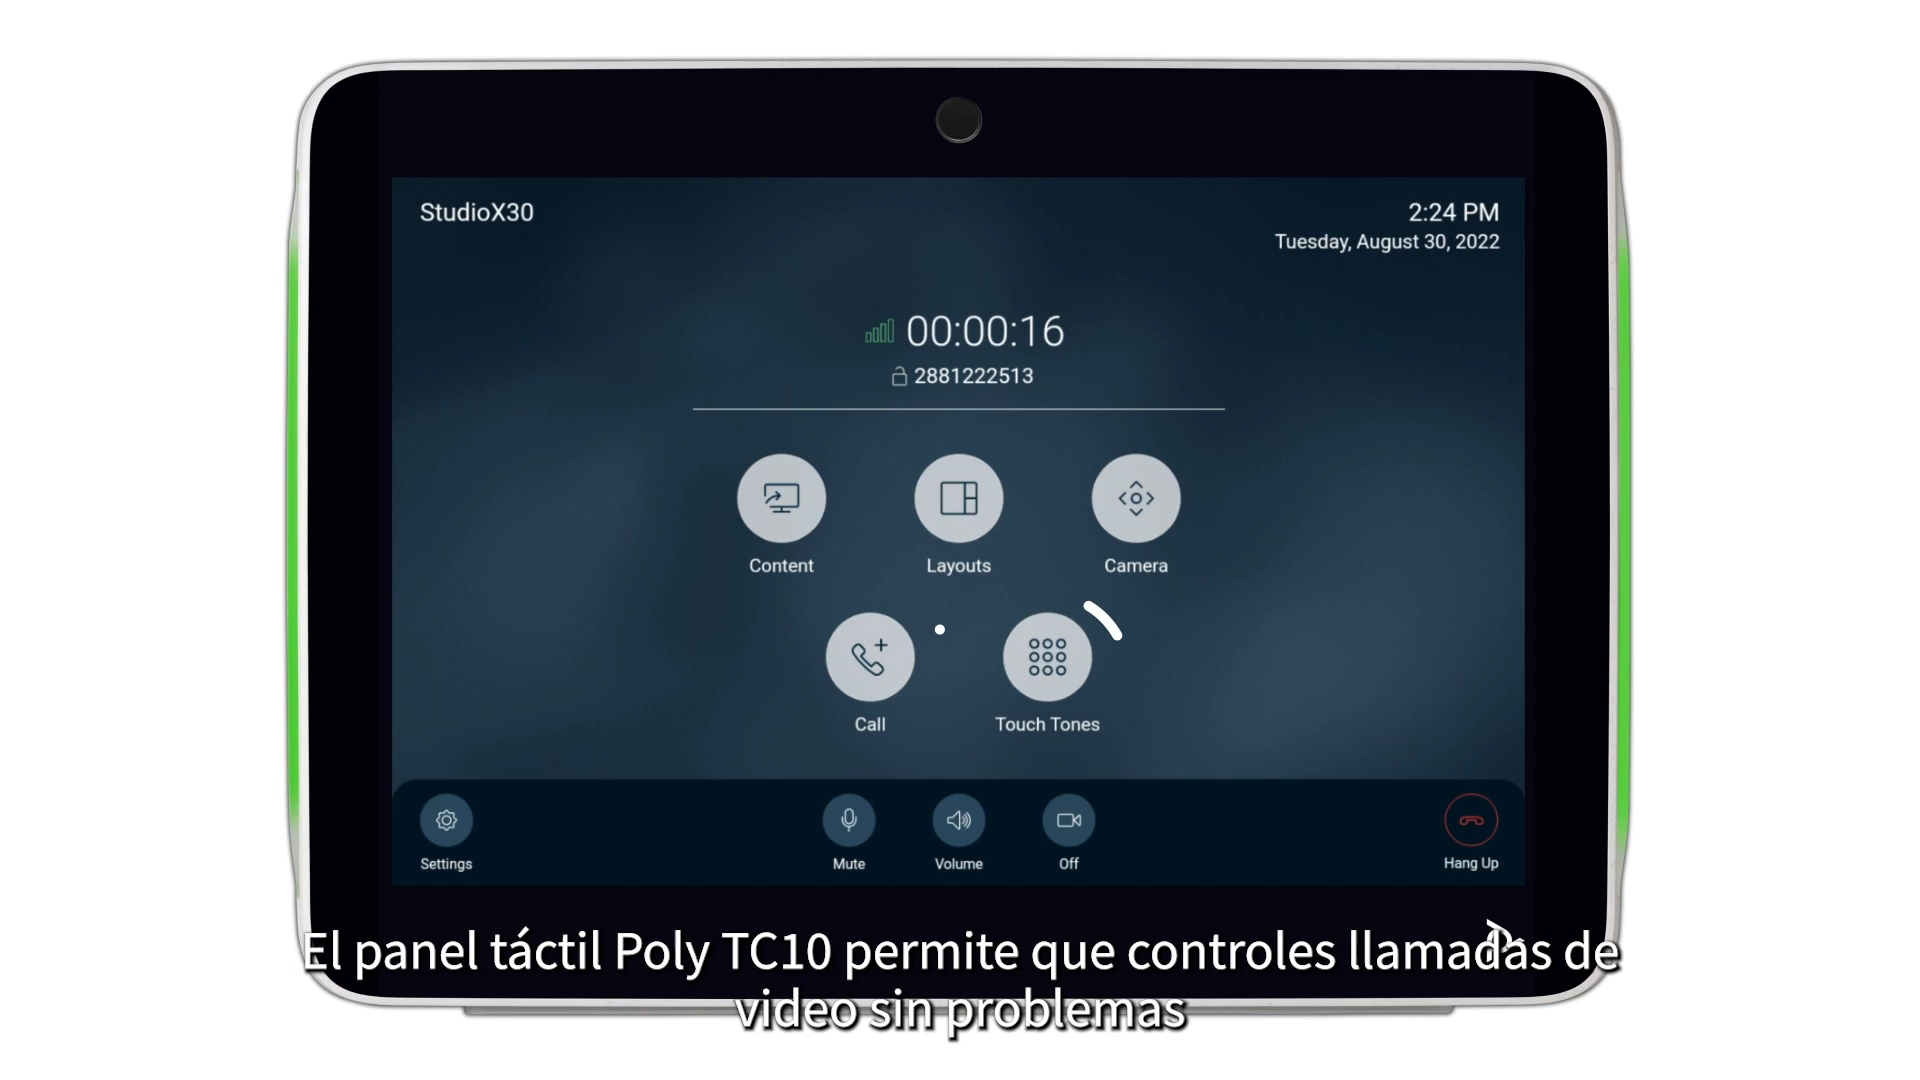 StudioX30
2:24 PM
Tuesday, August 30, 2022
00:00:16
2881222513
Content
Layouts
Camera
Call
Touch Tones
Settings
Mute
Volume
Off
Hang Up
El panel táctil Poly TC10 permite que controles llamadas de
video sin problemas